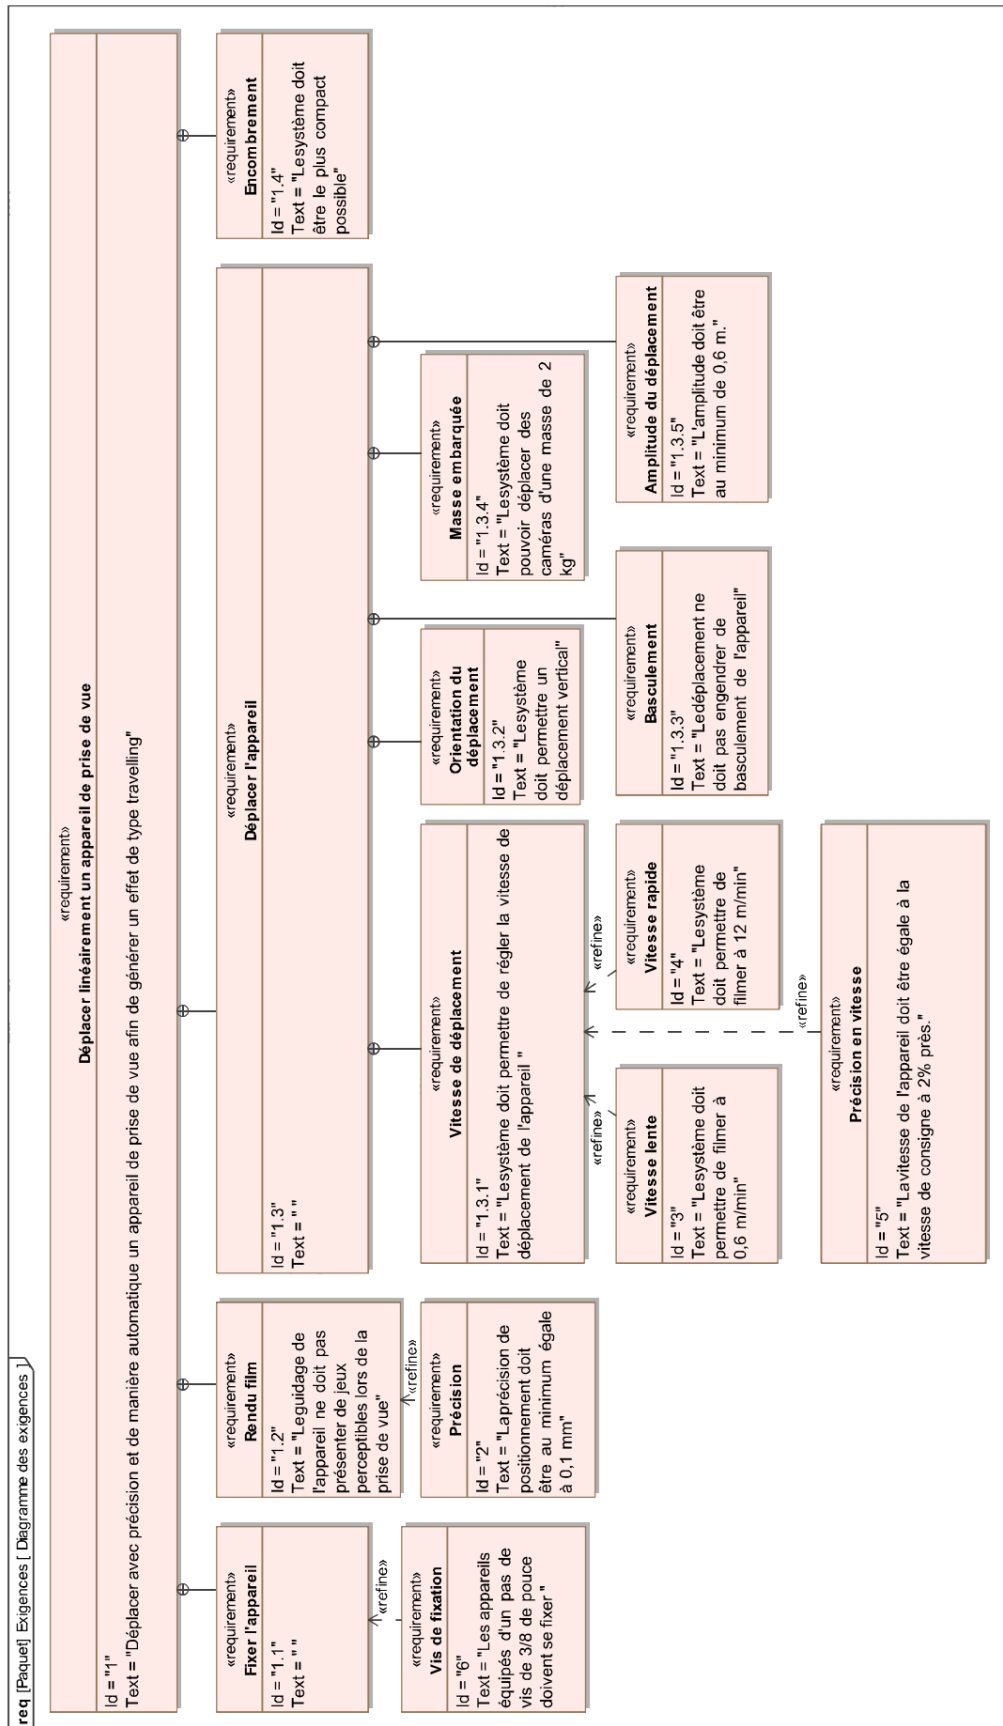 req [Paquet] Exigences [ Diagramme des exigences ]
«requirement»
Déplacer linéairement un appareil de prise de vue
Id = "1"
Text = "Déplacer avec précision et de manière automatique un appareil de prise de vue afin de générer un effet de type travelling"
«requirement»
Fixer l'appareil
Id = "1.1"
Text = " "
«refine»
«requirement»
Vis de fixation
Id = "6"
Text = "Les appareils
équipés d'un pas de
vis de 3/8 de pouce
doivent se fixer "
«requirement»
Rendu film
Id = "1.2"
Text = "Leguidage de
l'appareil ne doit pas
présenter de jeux
perceptibles lors de la
prise de vue"
«refine»
«requirement»
Précision
Id = "2"
Text = "Laprécision de
positionnement doit
être au minimum égale
à 0,1 mm"
«requirement»
Déplacer l'appareil
Id = "1.3"
Text = " "
«requirement»
Vitesse de déplacement
Id = "1.3.1"
Text = "Lesystème doit permettre de régler la vitesse de
déplacement de l'appareil "
«refine»
«requirement»
Vitesse lente
Id = "3"
Text = "Lesystème doit
permettre de filmer à
0,6 m/min"
«refine»
«requirement»
Vitesse rapide
Id = "4"
Text = "Lesystème
doit permettre de
filmer à 12 m/min"
«refine»
«requirement»
Précision en vitesse
Id = "5"
Text = "Lavitesse de l'appareil doit être égale à la
vitesse de consigne à 2% près."
«requirement»
Orientation du
déplacement
Id = "1.3.2"
Text = "Lesystème
doit permettre un
déplacement vertical"
«requirement»
Basculement
Id = "1.3.3"
Text = "Ledéplacement ne
doit pas engendrer de
basculement de l'appareil"
«requirement»
Masse embarquée
Id = "1.3.4"
Text = "Lesystème doit
pouvoir déplacer des
caméras d'une masse de 2
kg"
«requirement»
Amplitude du déplacement
Id = "1.3.5"
Text = "L'amplitude doit être
au minimum de 0,6 m."
«requirement»
Encombrement
Id = "1.4"
Text = "Lesystème doit
être le plus compact
possible"